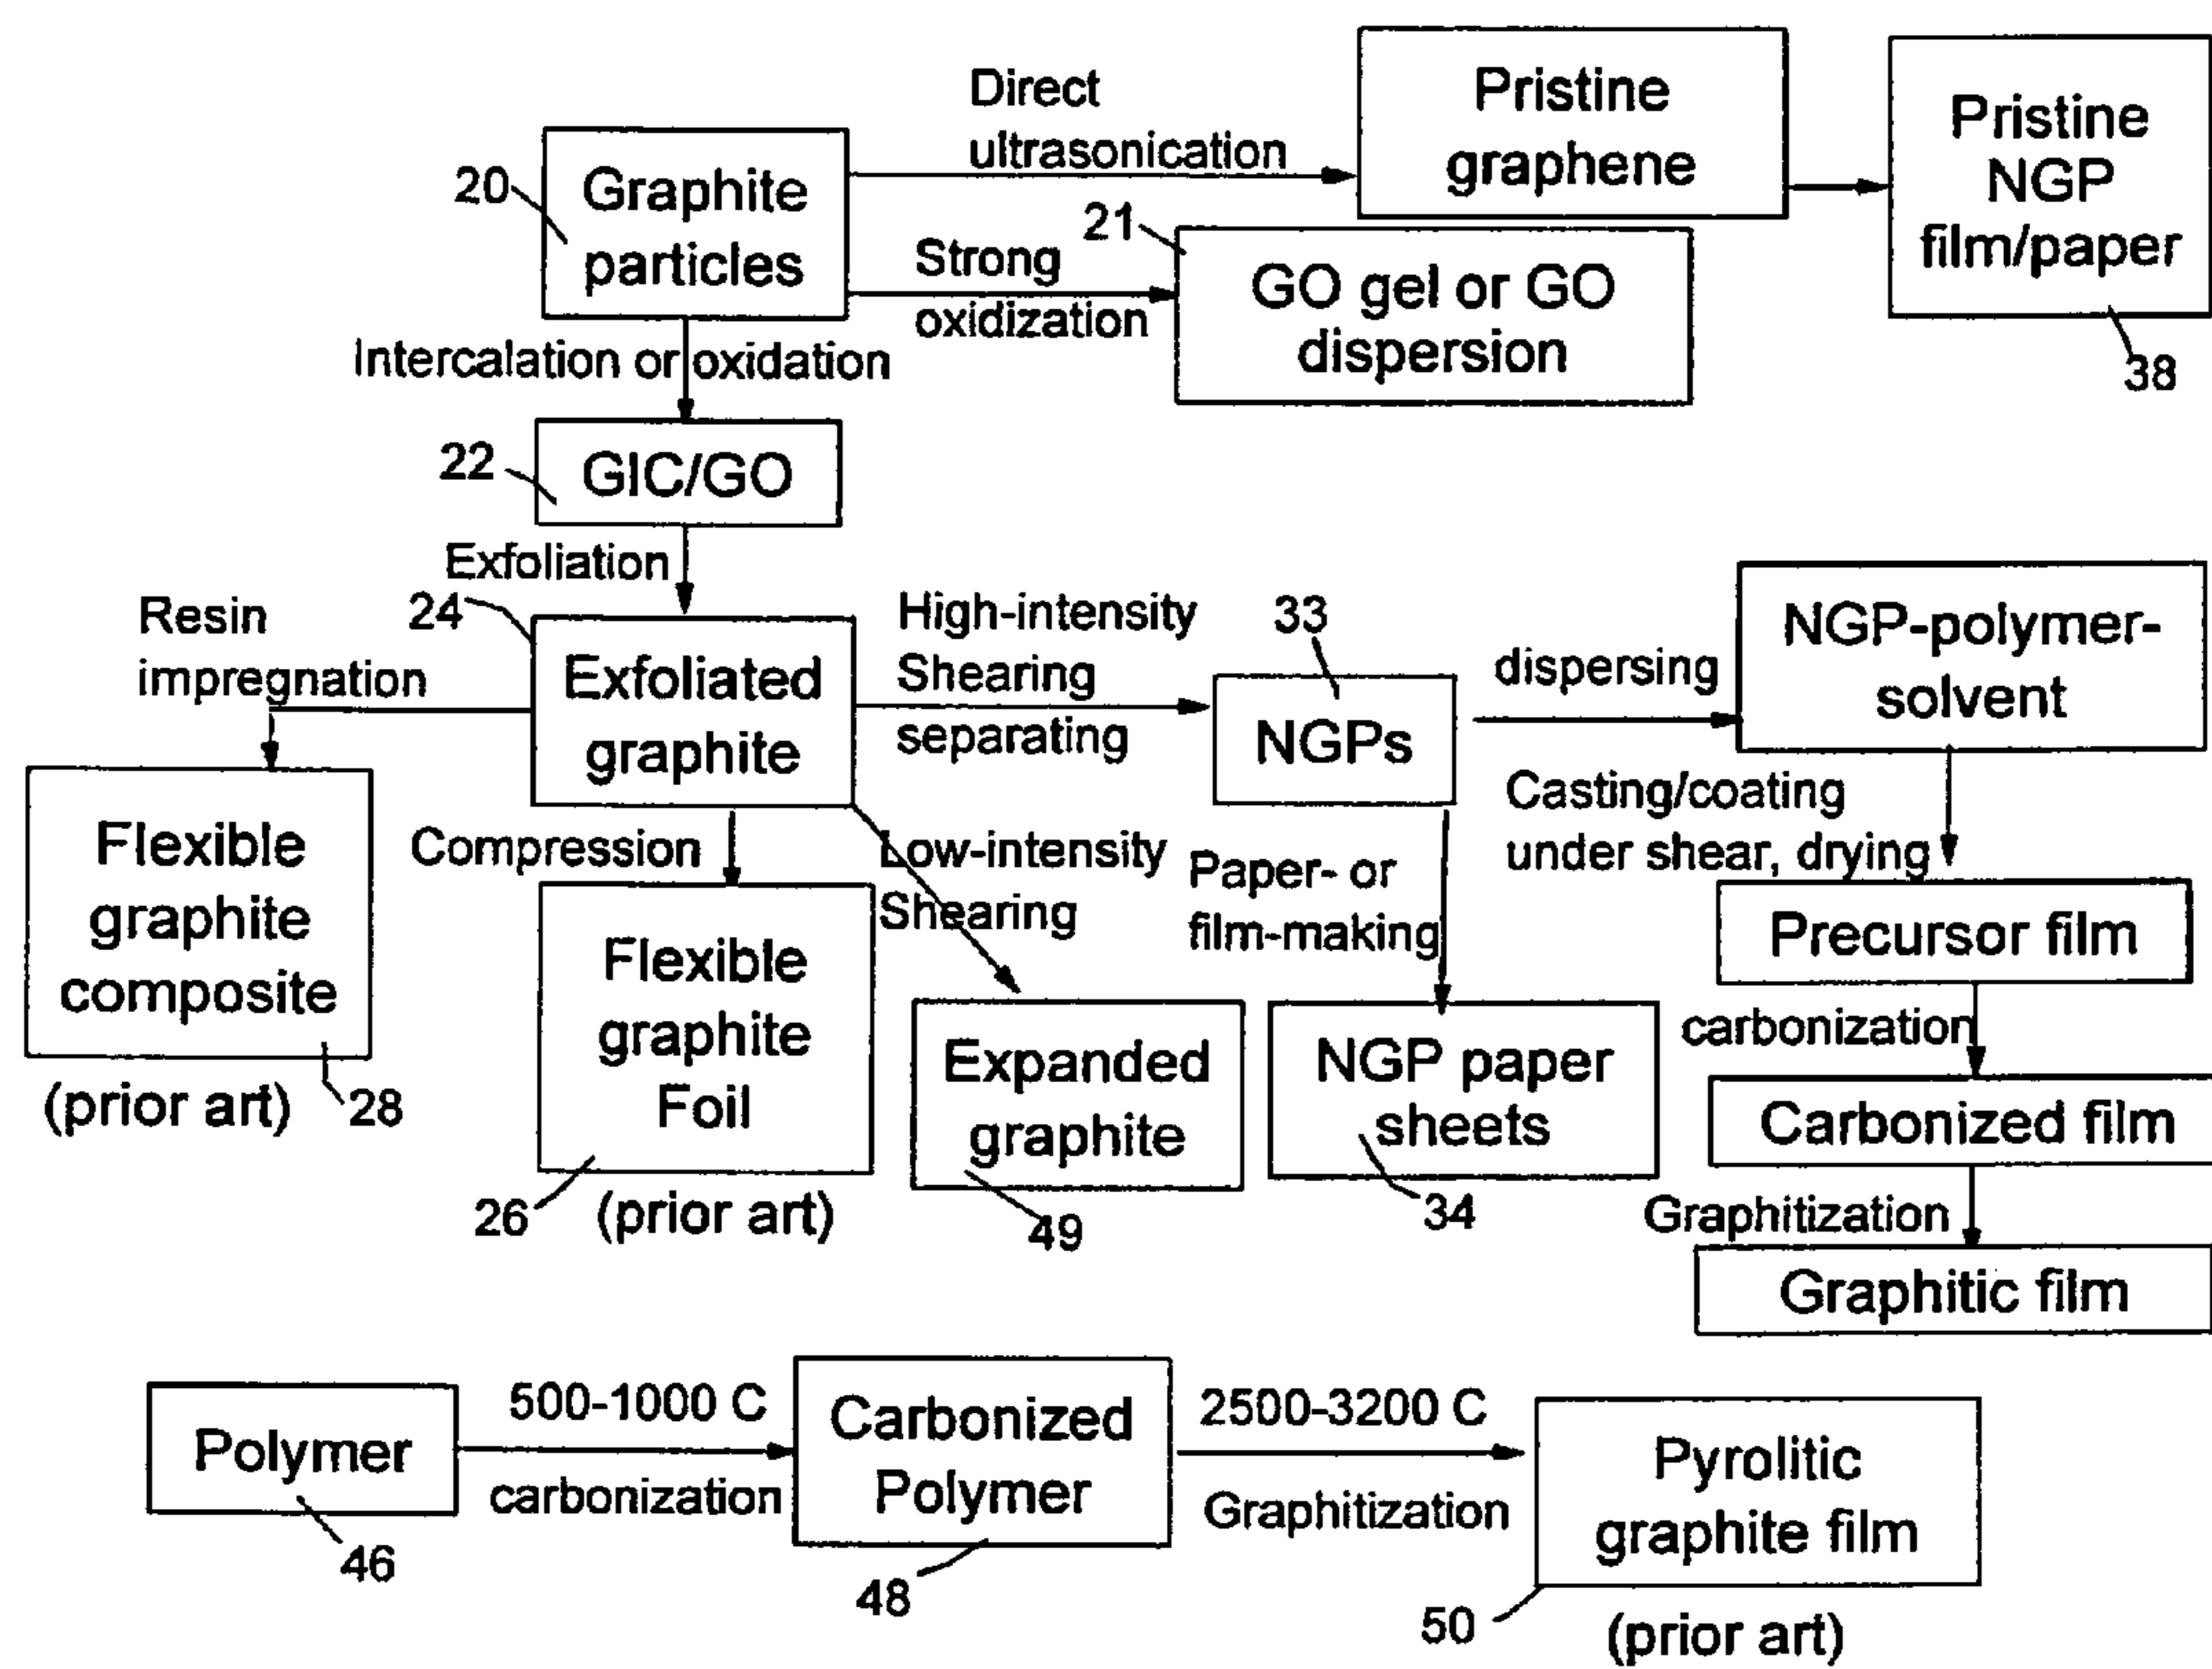 Direct
ultrasonication
Pristine
graphene
Pristine
NGP
film/paper
38
20
Graphite
particles
Strong
oxidization
21
GO gel or GO
dispersion
Intercalation or oxidation
22
GIC/GO
Exfoliation
24
Exfoliated
graphite
Resin
impregnation
Flexible
graphite
composite
(prior art)
28
Compression
Flexible
graphite
Foil
26
(prior art)
High-intensity
Shearing
separating
Low-intensity
Shearing
Expanded
graphite
49
33
NGPs
Paper- or
film-making
NGP paper
sheets
34
dispersing
NGP-polymer-
solvent
Casting/coating
under shear, drying
Precursor film
carbonization
Carbonized film
Graphitization
Graphitic film
Polymer
46
500-1000 C
carbonization
Carbonized
Polymer
48
2500-3200 C
Graphitization
Pyrolitic
graphite film
50
(prior art)